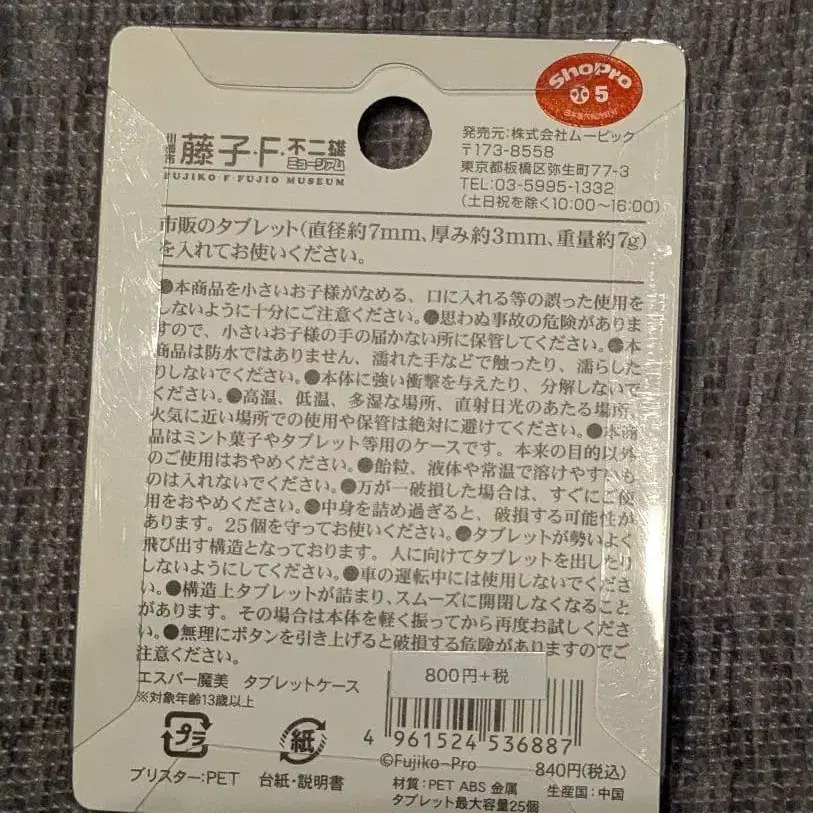 川崎市
藤子・F・不二雄
ミュージアム
FUJIKO・F・FUJIO MUSEUM
ShoPro
5
発売元:株式会社ムービック
〒173-8558
東京都板橋区弥生町77-3
TEL:03-5995-1332
(土日祝を除く10:00〜16:00)
市販のタブレット(直径約7mm、厚み約3mm、重量約7g)
を入れてお使いください。
●本商品を小さいお子様がなめる、口に入れる等の誤った使用を
しないように十分にご注意ください。●思わぬ事故の危険がありま
すので、小さいお子様の手の届かない所に保管してください。●本
商品は防水ではありません、濡れた手などで触ったり、濡らした
りしないでください。●本体に強い衝撃を与えたり、分解しないで
ください。●高温、低温、多湿な場所、直射日光のあたる場所、
火気に近い場所での使用や保管は絶対に避けてください。●本商
品はミント菓子やタブレット等用のケースです。本来の目的以外
のご使用はおやめください。●飴粒、液体や常温で溶けやすいも
のは入れないでください。●万が一破損した場合は、すぐにご使
用をおやめください。●中身を詰め過ぎると、破損する可能性が
あります。25個を守ってお使いください。●タブレットが勢いよく
飛び出す構造となっております。人に向けてタブレットを出したり
しないようにしてください。●車の運転中には使用しないでくださ
い。●構造上タブレットが詰まり、スムーズに開閉しなくなること
があります。その場合は本体を軽く振ってから再度お試しくださ
い。●無理にボタンを引き上げると破損する危険がありますのでご
注意ください。
エスパー魔美 タブレットケース
※対象年齢13歳以上
800円+税
プラ
紙
4 961524 536887
ブリスター:PET 台紙・説明書
©Fujiko-Pro
840円(税込)
材質:PET ABS 金属 生産国:中国
タブレット最大容量25個